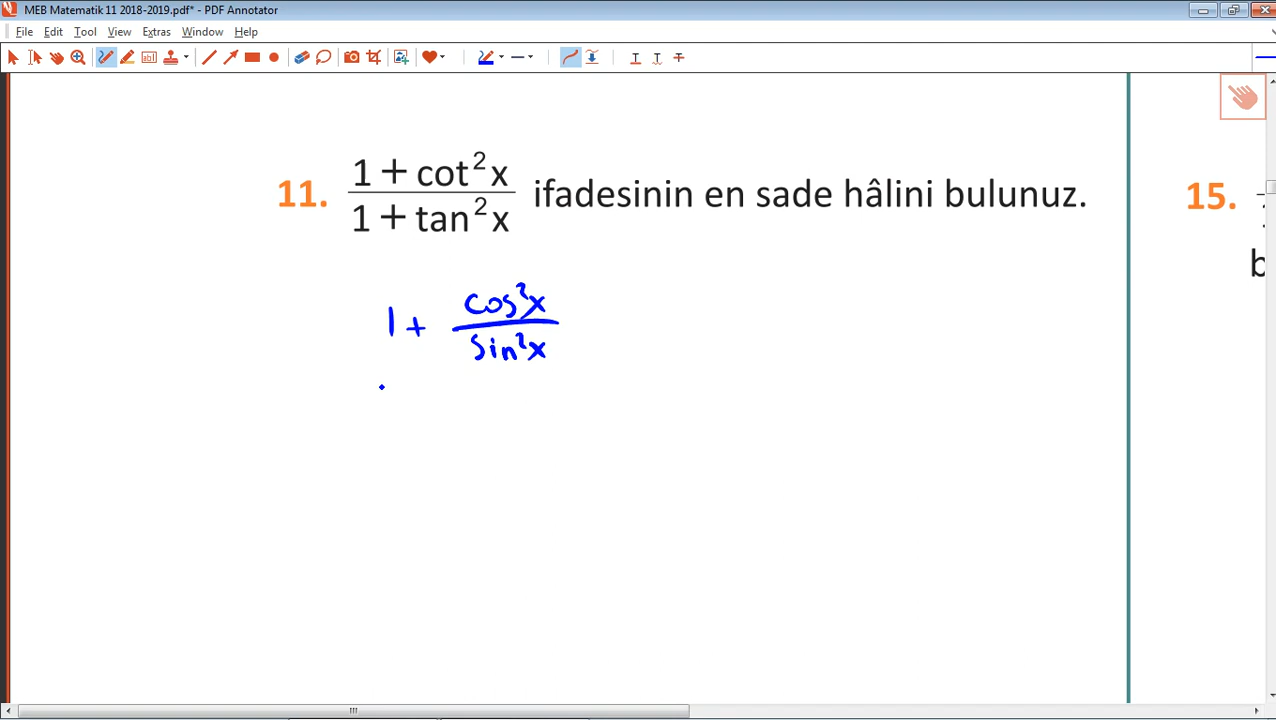 MEB Matematik 11 2018-2019.pdf* - PDF Annotator
File Edit Tool View Extras Window Help
11. 1 + cot²x / 1 + tan²x ifadesinin en sade hâlini bulunuz.
15.
b
1 + cos²x / sin²x